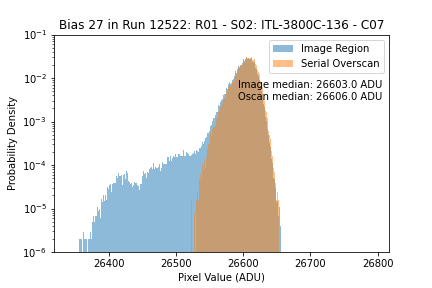 Bias 27 in Run 12522: R01 - S02: ITL-3800C-136 - C07
Image Region
Serial Overscan
Image median: 26603.0 ADU
Oscan median: 26606.0 ADU
Probability Density
10⁻¹
10⁻²
10⁻³
10⁻⁴
10⁻⁵
10⁻⁶
26400 26500 26600 26700 26800
Pixel Value (ADU)